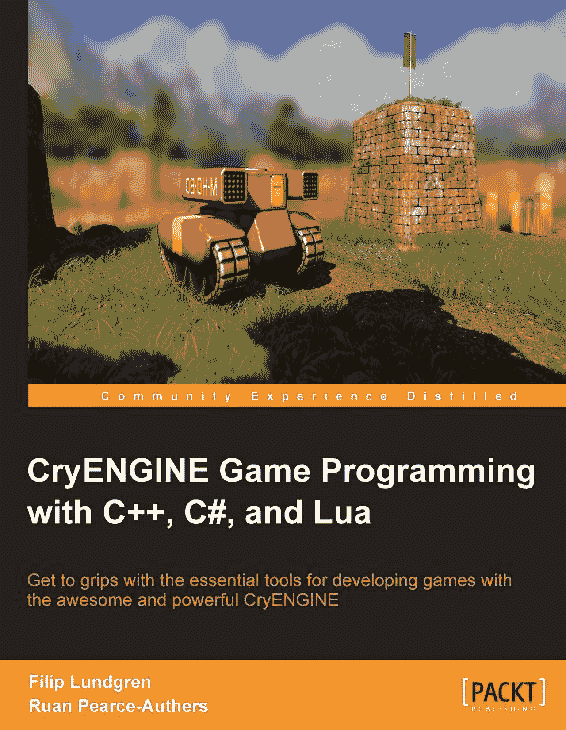 Community Experience Distilled
CryENGINE Game Programming
with C++, C#, and Lua
Get to grips with the essential tools for developing games with
the awesome and powerful CryENGINE
Filip Lundgren
Ruan Pearce-Authers
[PACKT]
PUBLISHING